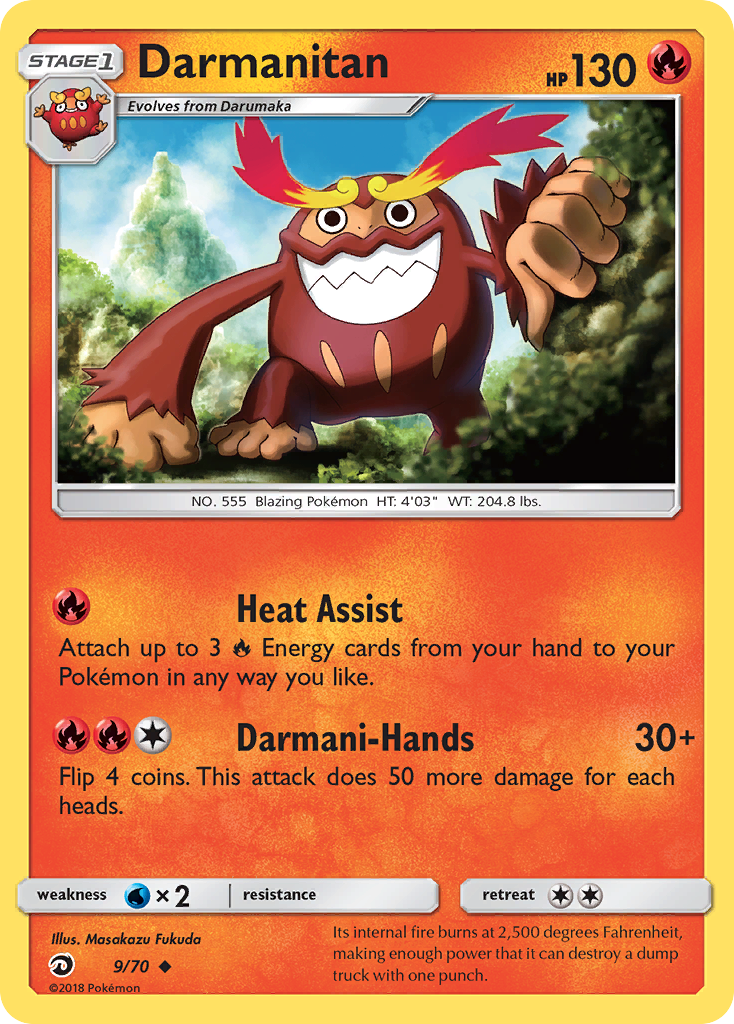 STAGE 1
Darmanitan
HP 130
Evolves from Darumaka
NO. 555 Blazing Pokémon HT: 4'03" WT: 204.8 lbs.
Heat Assist
Attach up to 3 Energy cards from your hand to your
Pokémon in any way you like.
Darmani-Hands 30+
Flip 4 coins. This attack does 50 more damage for each
heads.
weakness ×2 resistance retreat
Illus. Masakazu Fukuda
9/70
©2018 Pokémon
Its internal fire burns at 2,500 degrees Fahrenheit,
making enough power that it can destroy a dump
truck with one punch.